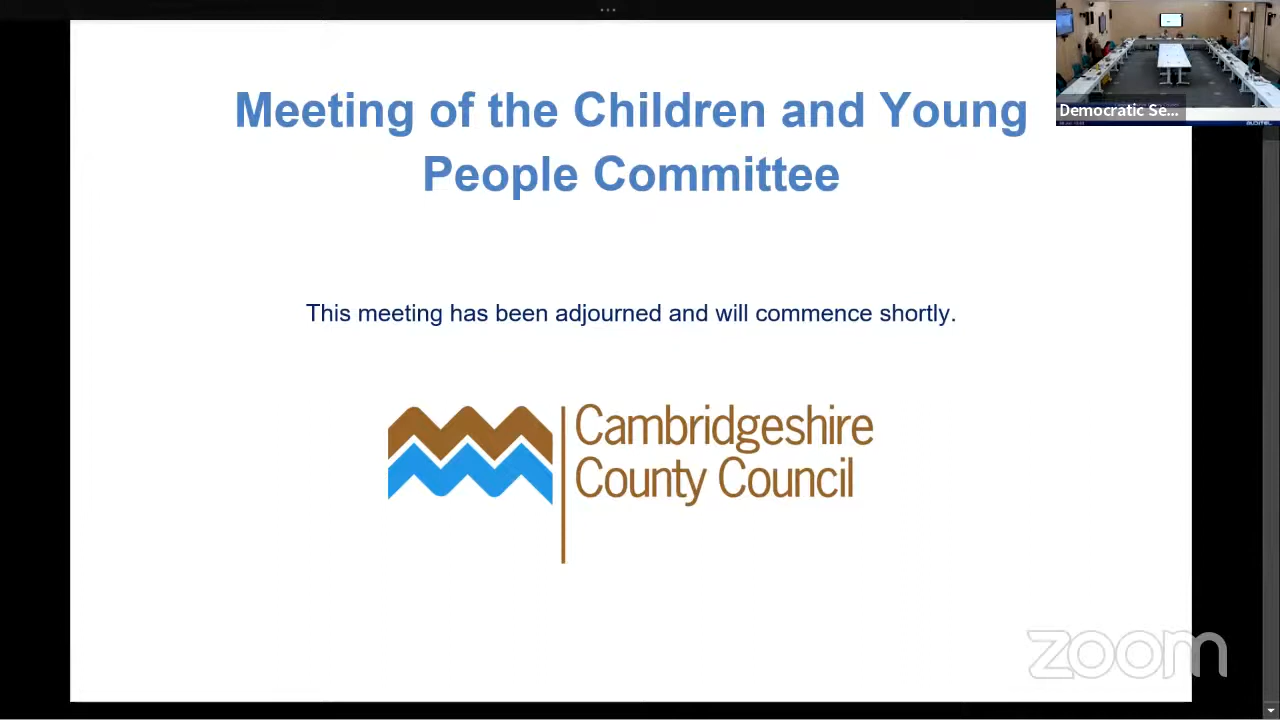 Meeting of the Children and Young
People Committee
This meeting has been adjourned and will commence shortly.
Cambridgeshire
County Council
Democratic Se...
zoom